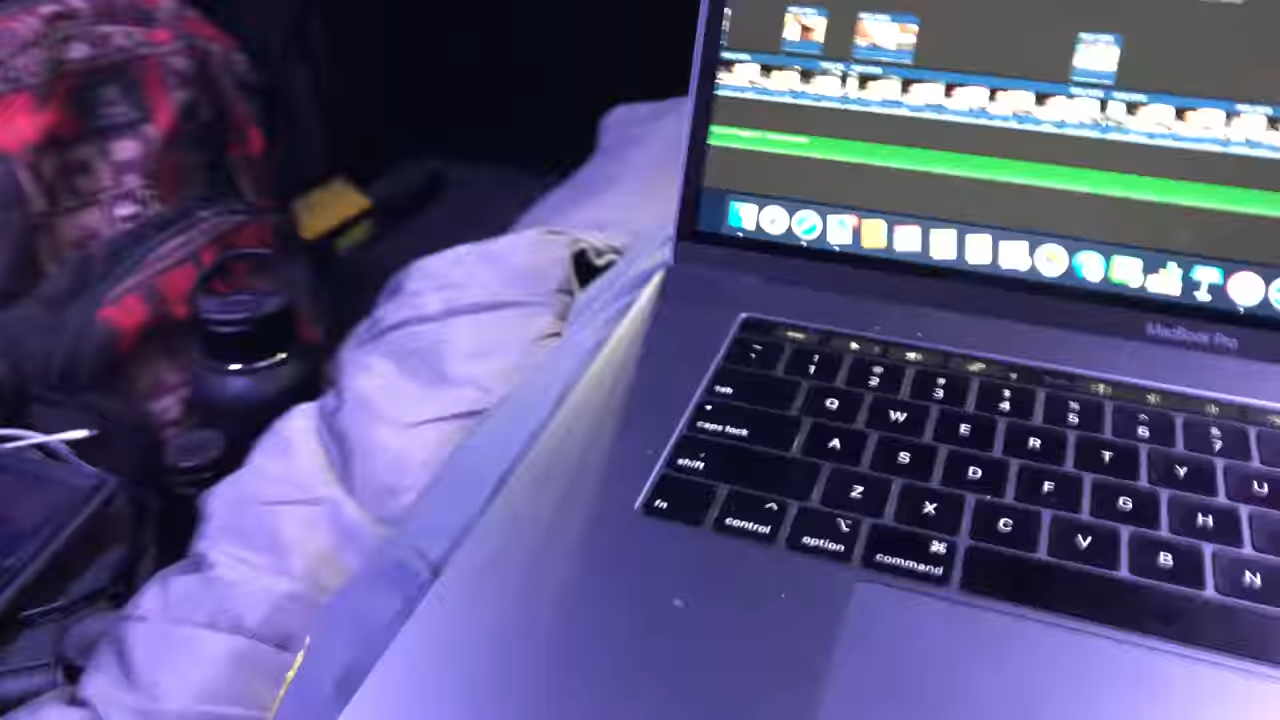 MacBook Pro
~ ! @ # $ % ^ &
` 1 2 3 4 5 6 7
tab Q W E R T Y U
caps lock A S D F G H
shift Z X C V B N
fn control option command
^ ⌥ ⌘